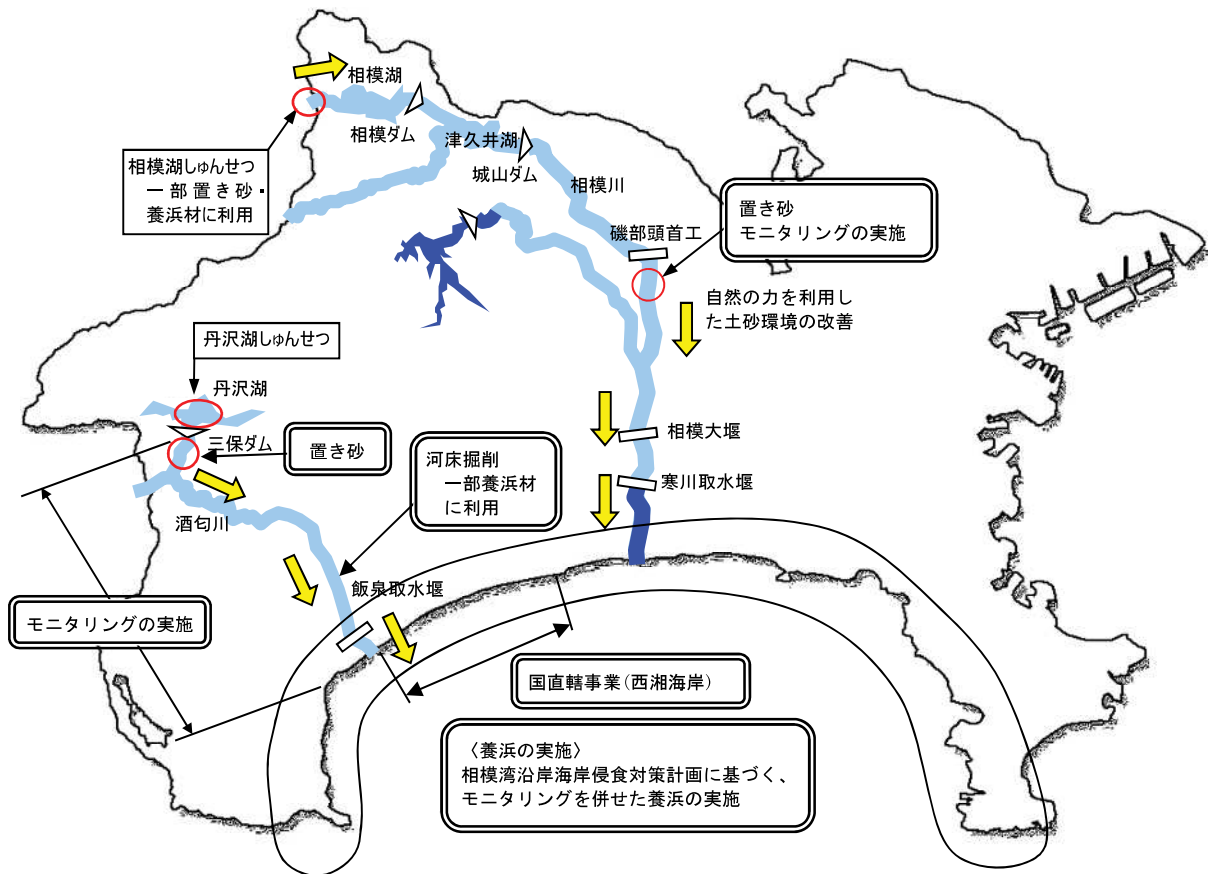 相模湖
相模ダム
津久井湖
城山ダム
相模川
相模湖しゅんせつ
一部置き砂・
養浜材に利用
磯部頭首工
置き砂
モニタリングの実施
自然の力を利用し
た土砂環境の改善
丹沢湖しゅんせつ
丹沢湖
三保ダム
置き砂
河床掘削
一部養浜材
に利用
相模大堰
寒川取水堰
酒匂川
飯泉取水堰
モニタリングの実施
国直轄事業(西湘海岸)
〈養浜の実施〉
相模湾沿岸海岸侵食対策計画に基づく、
モニタリングを併せた養浜の実施